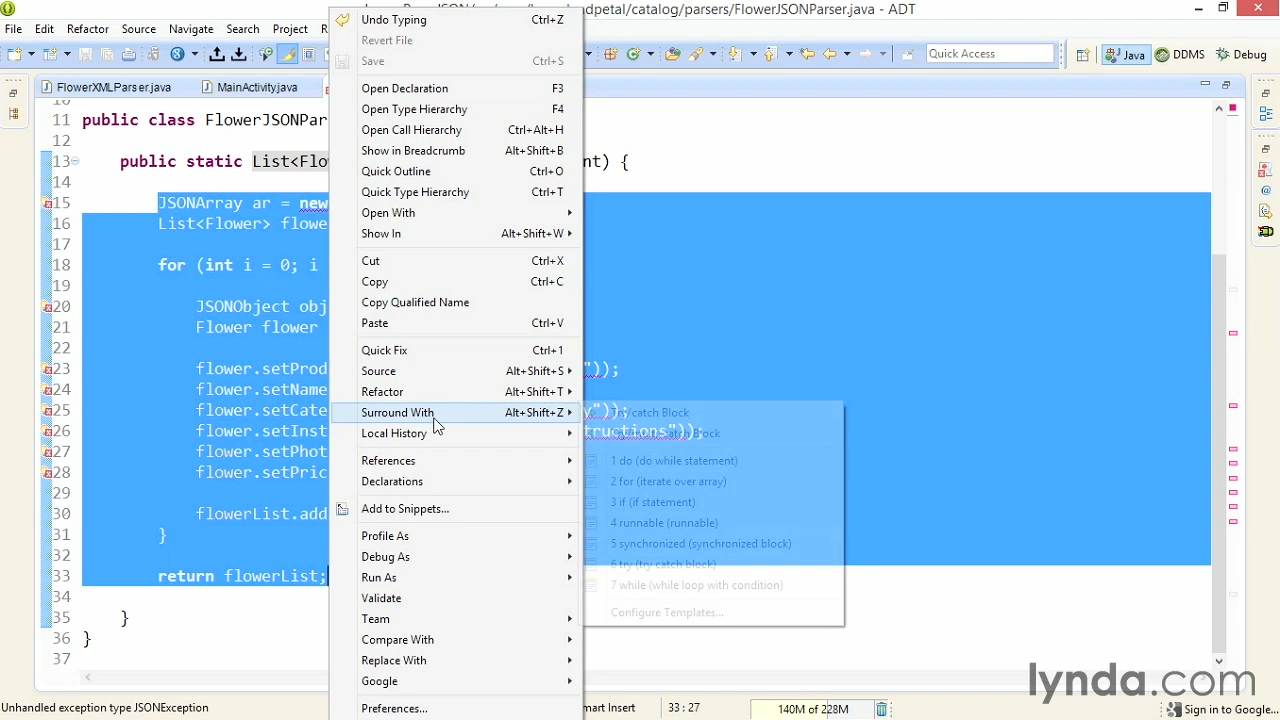 ndpetal/catalog/parsers/FlowerJSONParser.java - ADT
File Edit Refactor Source Navigate Search Project R
Quick Access Java DDMS Debug
FlowerXMLParser.java MainActivity.java
10
11 public class FlowerJSONPar
12
13 public static List<Flo nt) {
14
15 JSONArray ar = new
16 List<Flower> flowe
17
18 for (int i = 0; i
19
20 JSONObject obj
21 Flower flower
22
23 flower.setProd "));
24 flower.setName
25 flower.setCate y"));
26 flower.setInst tructions"));
27 flower.setPhot
28 flower.setPric
29
30 flowerList.add
31 }
32
33 return flowerList;
34
35 }
36 }
37
Undo Typing Ctrl+Z
Revert File
Save Ctrl+S
Open Declaration F3
Open Type Hierarchy F4
Open Call Hierarchy Ctrl+Alt+H
Show in Breadcrumb Alt+Shift+B
Quick Outline Ctrl+O
Quick Type Hierarchy Ctrl+T
Open With
Show In Alt+Shift+W
Cut Ctrl+X
Copy Ctrl+C
Copy Qualified Name
Paste Ctrl+V
Quick Fix Ctrl+1
Source Alt+Shift+S
Refactor Alt+Shift+T
Surround With Alt+Shift+Z
Local History
References
Declarations
Add to Snippets...
Profile As
Debug As
Run As
Validate
Team
Compare With
Replace With
Google
Preferences...
Try/catch Block
catch Block
1 do (do while statement)
2 for (iterate over array)
3 if (if statement)
4 runnable (runnable)
5 synchronized (synchronized block)
6 try (try catch block)
7 while (while loop with condition)
Configure Templates...
lynda.com
Unhandled exception type JSONException mart Insert 33 : 27 140M of 228M Sign in to Google...